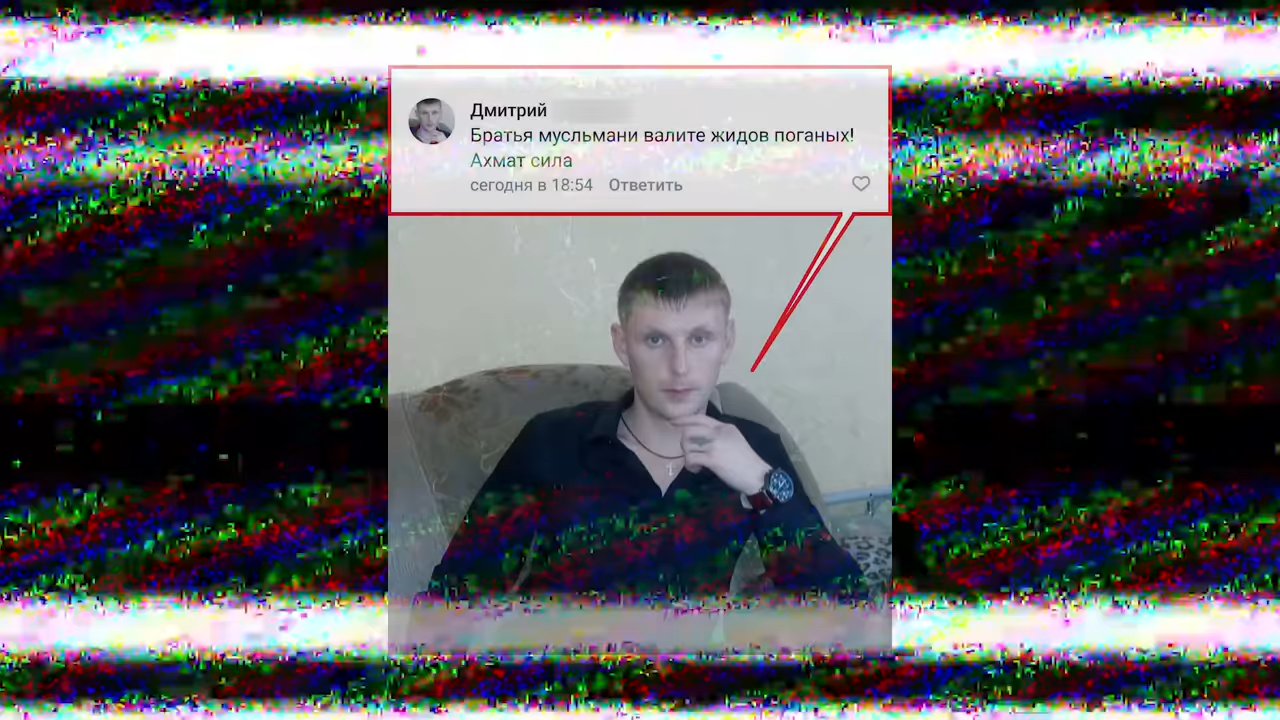 Дмитрий
Братья мусльмани валите жидов поганых!
Ахмат сила
сегодня в 18:54 Ответить